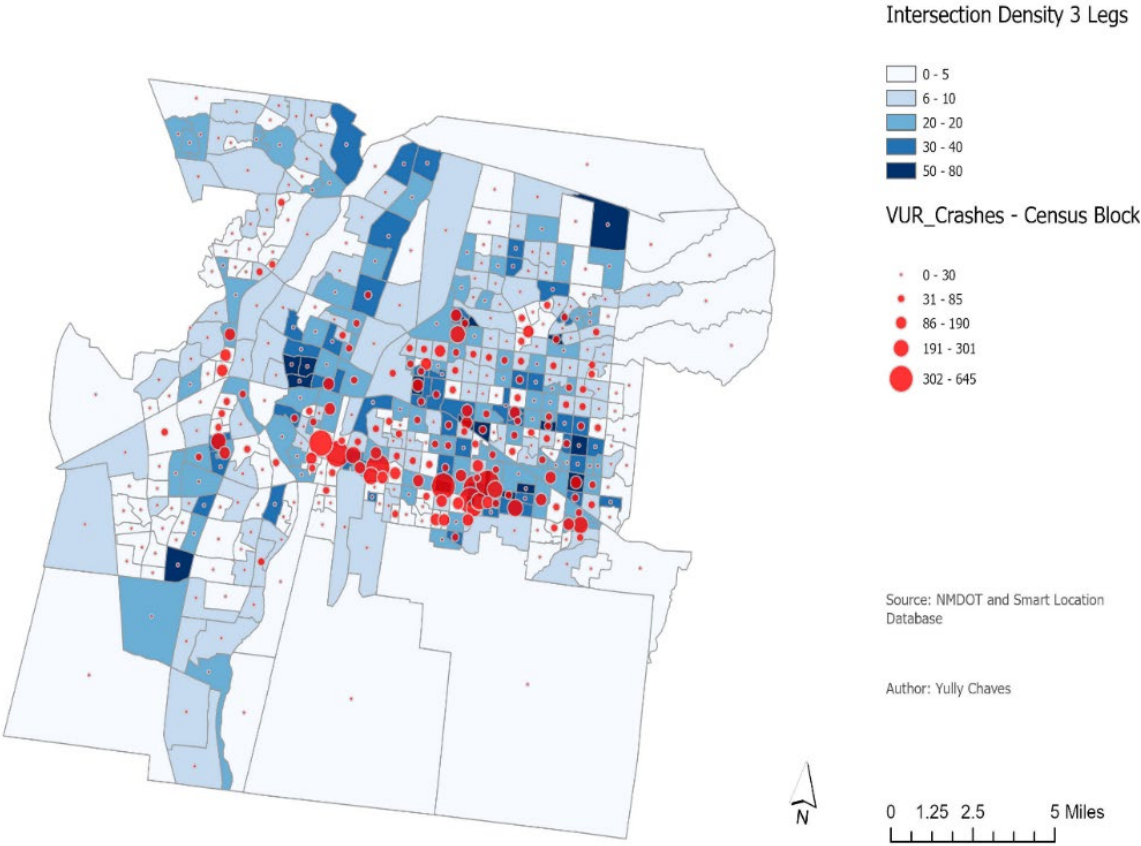 Intersection Density 3 Legs
0 - 5
6 - 10
20 - 20
30 - 40
50 - 80
VUR_Crashes - Census Block
0 - 30
31 - 85
86 - 190
191 - 301
302 - 645
Source: NMDOT and Smart Location
Database
Author: Yully Chaves
N
0 1.25 2.5 5 Miles